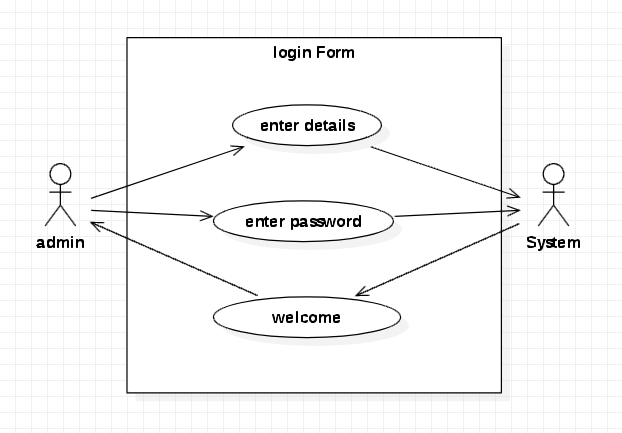 login Form
enter details
admin
enter password
System
welcome